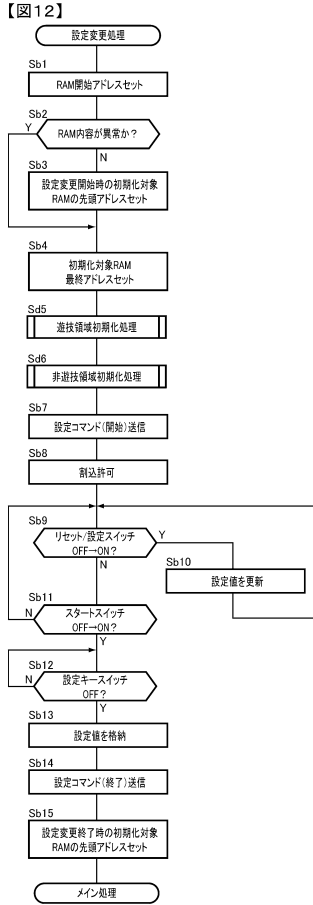 【図12】
設定変更処理
Sb1
RAM開始アドレスセット
Sb2
Y
RAM内容が異常か？
N
Sb3
設定変更開始時の初期化対象
RAMの先頭アドレスセット
Sb4
初期化対象RAM
最終アドレスセット
Sd5
遊技領域初期化処理
Sd6
非遊技領域初期化処理
Sb7
設定コマンド（開始）送信
Sb8
割込許可
Sb9
リセット/設定スイッチ
OFF→ON？
Y
N
Sb10
設定値を更新
Sb11
N
スタートスイッチ
OFF→ON？
Y
Sb12
N
設定キースイッチ
OFF？
Y
Sb13
設定値を格納
Sb14
設定コマンド（終了）送信
Sb15
設定変更終了時の初期化対象
RAMの先頭アドレスセット
メイン処理